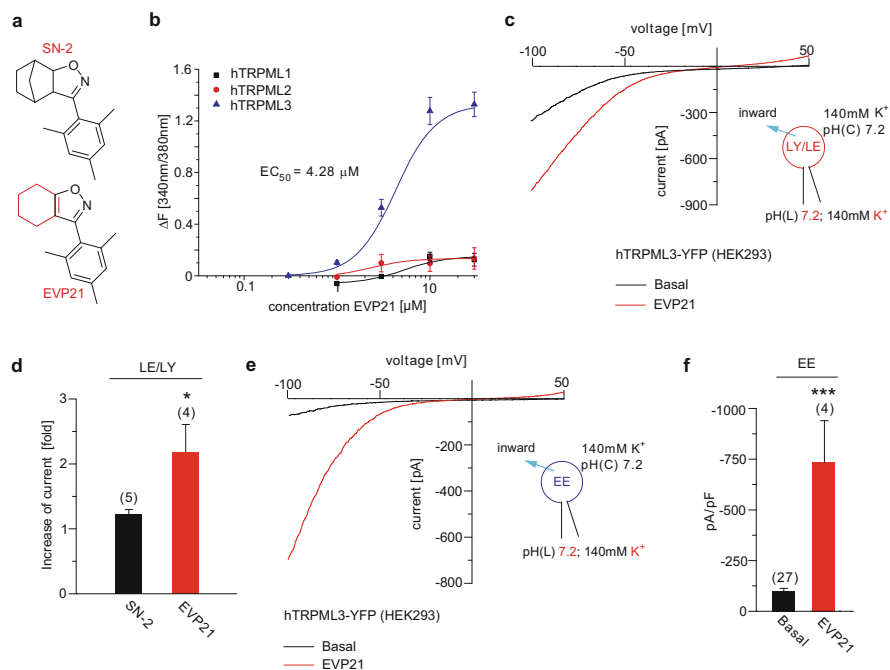 a
SN-2
O
N
O
N
EVP21
b
hTRPML1
hTRPML2
hTRPML3
EC50 = 4.28 µM
ΔF [340nm/380nm]
1.6
1.2
0.8
0.4
0
0.1
1
10
concentration EVP21 [µM]
c
voltage [mV]
-100
-50
0
50
-300
-600
-900
current [pA]
inward
140mM K+
pH(C) 7.2
LY/LE
pH(L) 7.2; 140mM K+
hTRPML3-YFP (HEK293)
Basal
EVP21
d
LE/LY
Increase of current [fold]
3
2
1
0
(5)
*
(4)
SN-2
EVP21
e
voltage [mV]
-100
-50
0
50
-200
-400
-600
-800
current [pA]
inward
140mM K+
pH(C) 7.2
EE
pH(L) 7.2; 140mM K+
hTRPML3-YFP (HEK293)
Basal
EVP21
f
EE
pA/pF
-1000
-750
-500
-250
0
(27)
***
(4)
Basal
EVP21